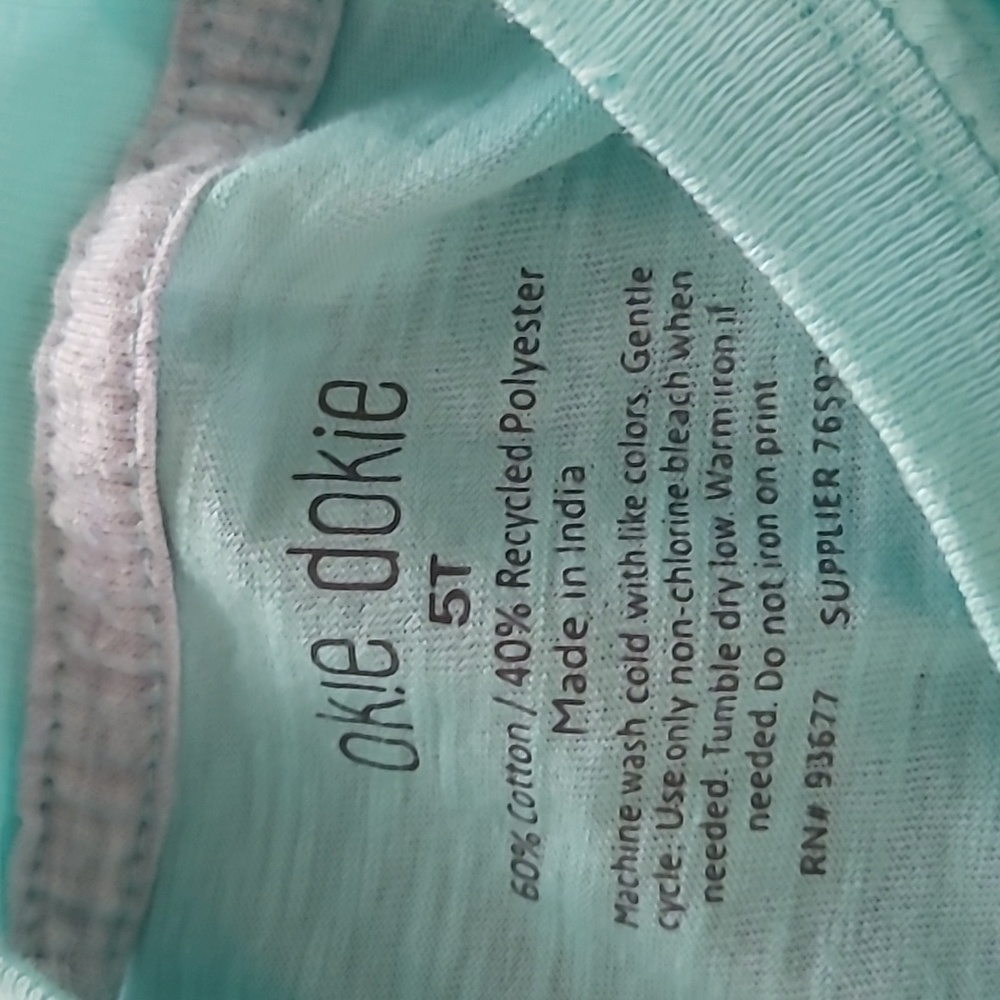 okie dokie
5T
60% Cotton / 40% Recycled Polyester
Made in India
Machine wash cold with like colors. Gentle
cycle. Use only non-chlorine bleach when
needed. Tumble dry low. Warm iron if
needed. Do not iron on print
RN# 93677 SUPPLIER